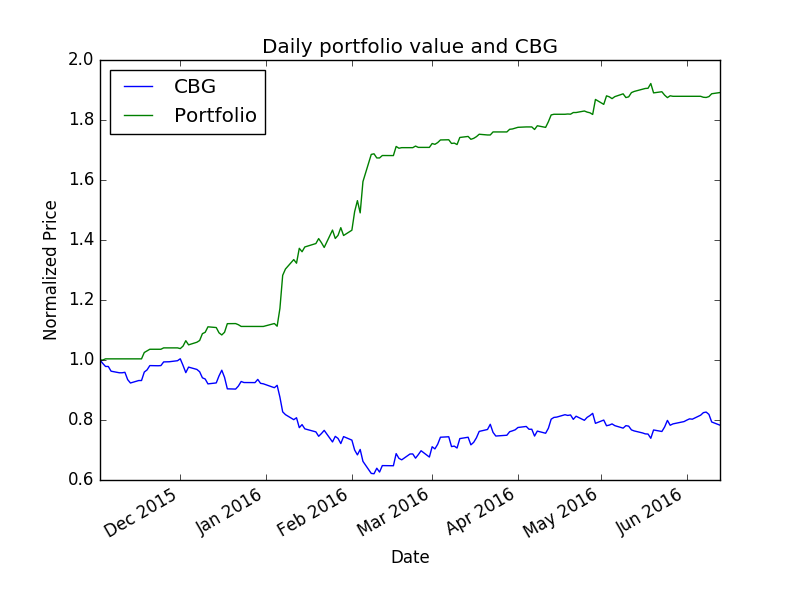 Daily portfolio value and CBG
CBG
Portfolio
Normalized Price
2.0
1.8
1.6
1.4
1.2
1.0
0.8
0.6
Dec 2015
Jan 2016
Feb 2016
Mar 2016
Apr 2016
May 2016
Jun 2016
Date